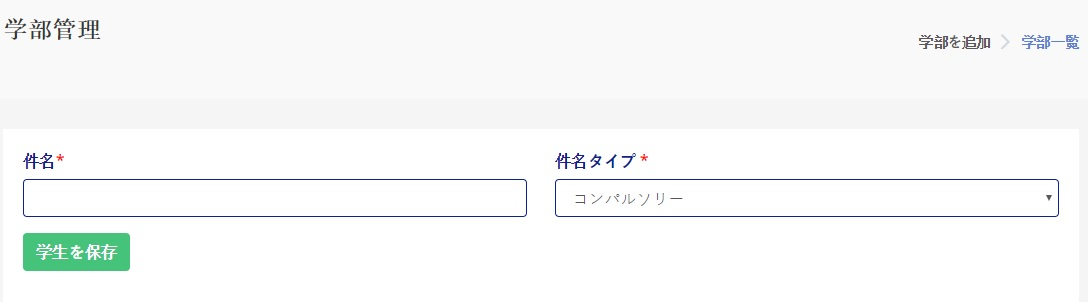 学部管理
学部を追加 > 学部一覧
件名*
件名タイプ *
コンパルソリー
学生を保存